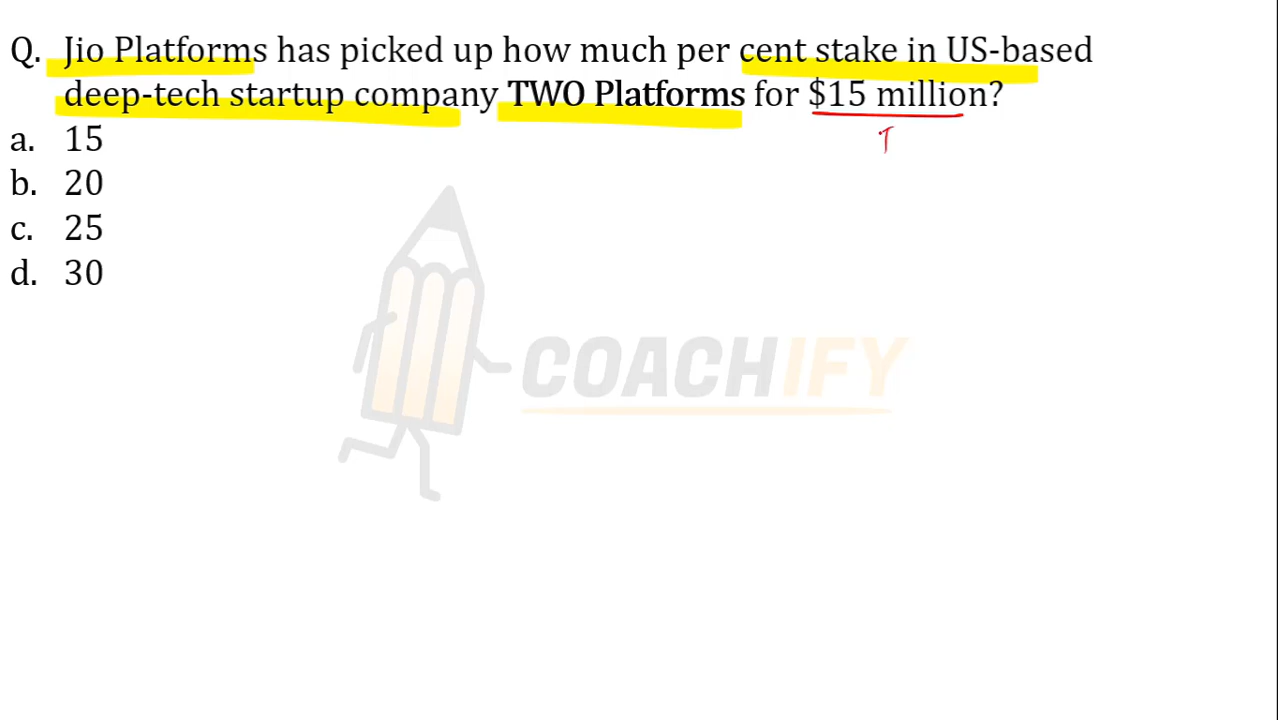 Q. Jio Platforms has picked up how much per cent stake in US-based
deep-tech startup company TWO Platforms for $15 million?
a. 15
b. 20
c. 25
d. 30
COACHIFY